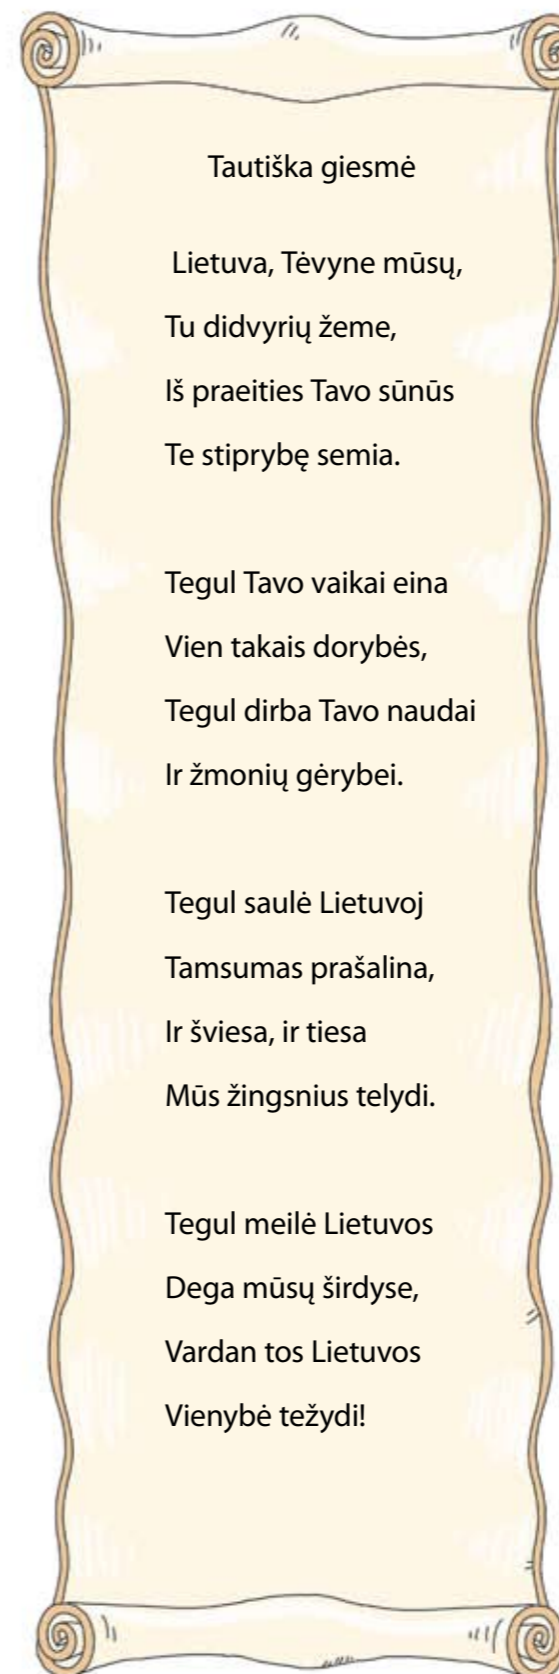 Tautiška giesmė
Lietuva, Tėvyne mūsų,
Tu didvyrių žeme,
Iš praeities Tavo sūnūs
Te stiprybę semia.
Tegul Tavo vaikai eina
Vien takais dorybės,
Tegul dirba Tavo naudai
Ir žmonių gėrybei.
Tegul saulė Lietuvoj
Tamsumas prašalina,
Ir šviesa, ir tiesa
Mūs žingsnius telydi.
Tegul meilė Lietuvos
Dega mūsų širdyse,
Vardan tos Lietuvos
Vienybė težydi!